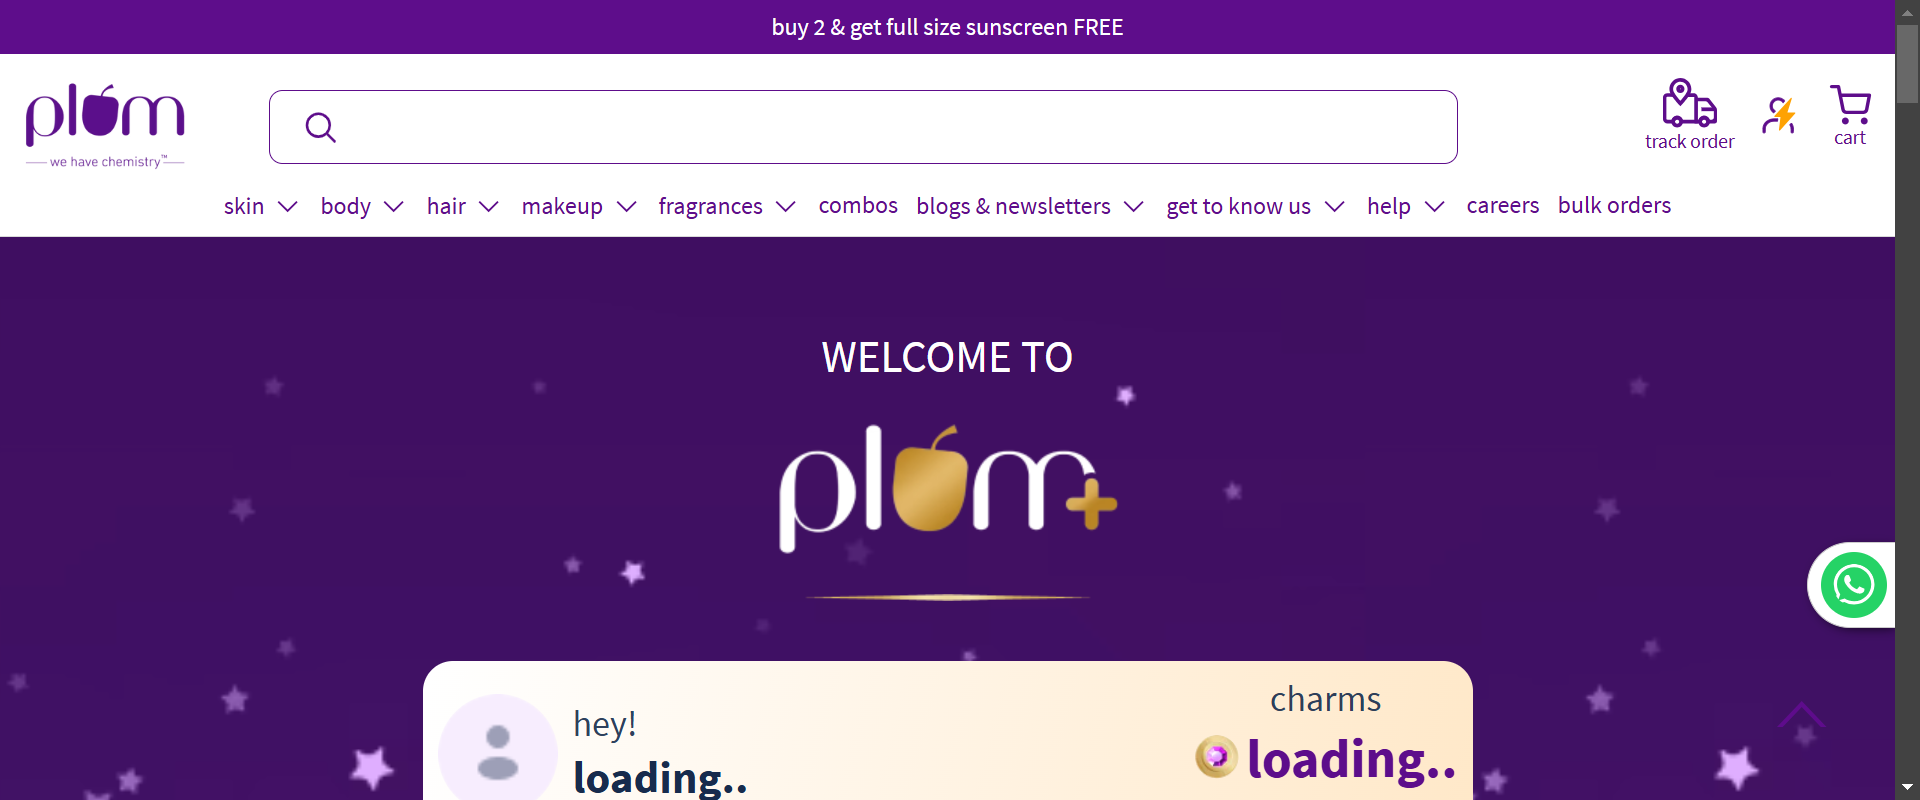 buy 2 & get full size sunscreen FREE
plum
we have chemistry™
track order
cart
skin body hair makeup fragrances combos blogs & newsletters get to know us help careers bulk orders
WELCOME TO
plum+
hey!
loading..
charms
loading..